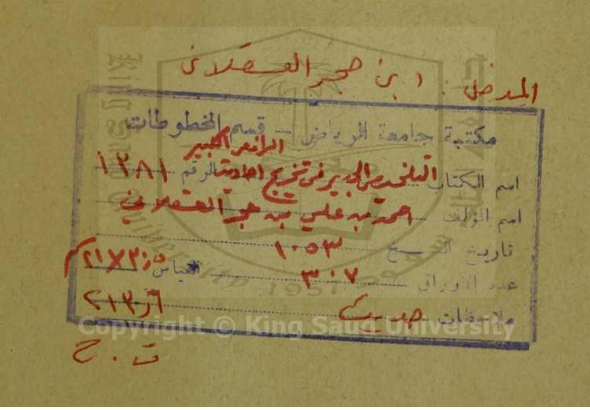 المدخل : ابن حجر العسقلاني
مكتبة جامعة الرياض - قسم المخطوطات
الرافعي الكبير
اسم الكتاب التلخيص الحبير في تخريج احاديث الرقم ١٣٨١
اسم المؤلف احمد بن علي بن حجر العسقلاني
تاريخ النسخ ١٠٥٣
عدد الأوراق ٣٠٧ القياس
ملاحظات حديث ٢١٣
Copyright © King Saud University
ت . ح